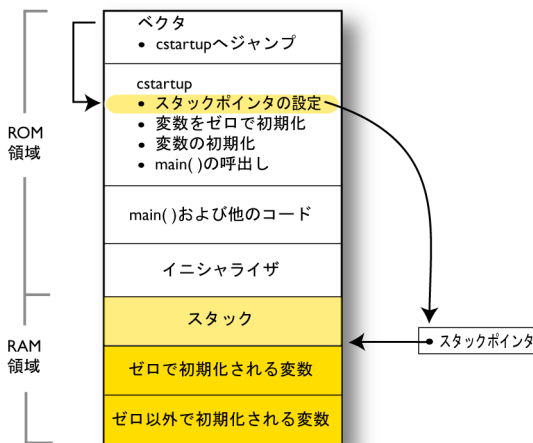 ベクタ
• cstartupへジャンプ
cstartup
• スタックポインタの設定
• 変数をゼロで初期化
• 変数の初期化
• main( )の呼出し
ROM
領域
main( )および他のコード
イニシャライザ
スタック
RAM
領域
• スタックポインタ
ゼロで初期化される変数
ゼロ以外で初期化される変数